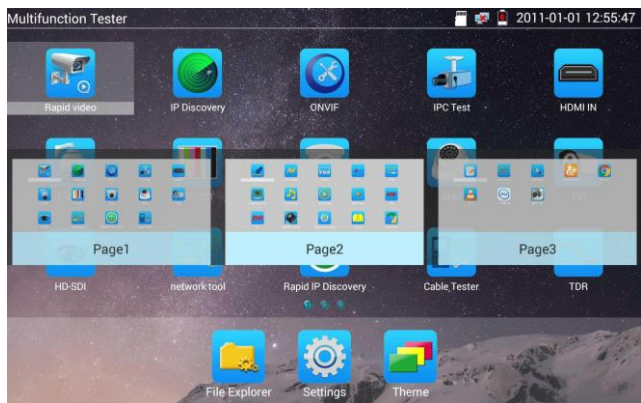 Multifunction Tester 2011-01-01 12:55:47
Rapid video IP Discovery ONVIF IPC Test HDMI IN
Page1 Page2 Page3
HD-SDI network tool Rapid IP Discovery Cable Tester TDR
File Explorer Settings Theme